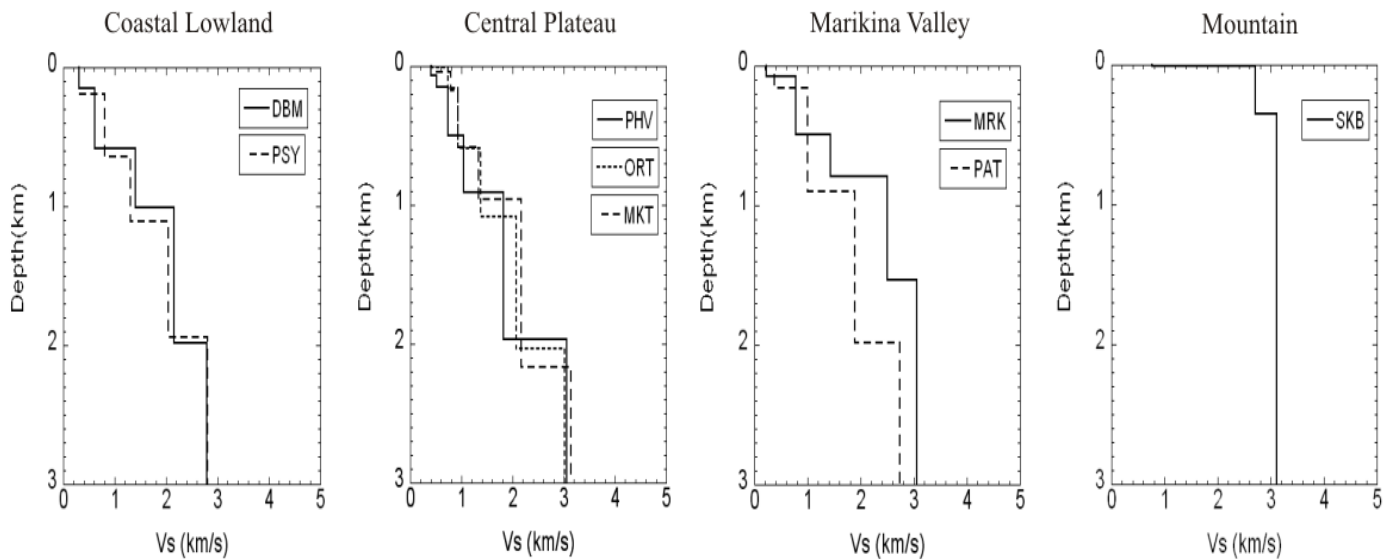 Coastal Lowland
0
1
2
3
Depth(km)
DBM
PSY
0 1 2 3 4 5
Vs (km/s)
Central Plateau
0
1
2
3
Depth(km)
PHV
ORT
MKT
0 1 2 3 4 5
Vs (km/s)
Marikina Valley
0
1
2
3
Depth(km)
MRK
PAT
0 1 2 3 4 5
Vs (km/s)
Mountain
0
1
2
3
Depth(km)
SKB
0 1 2 3 4 5
Vs (km/s)